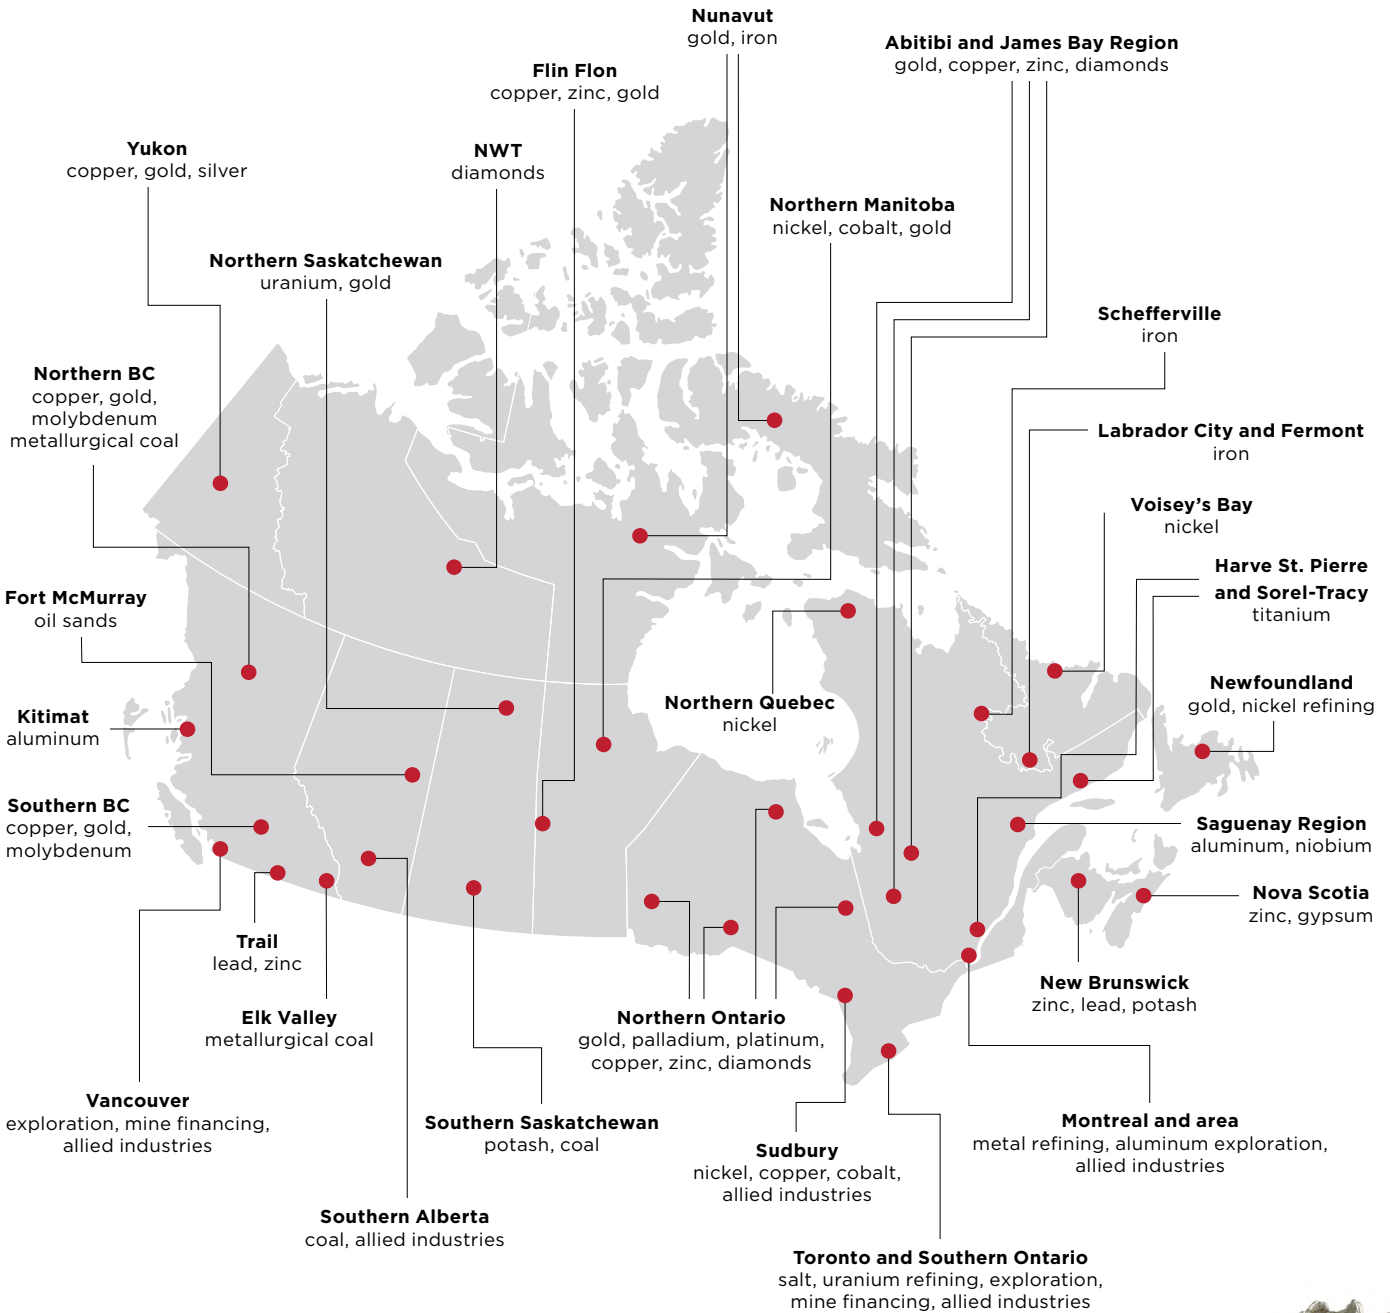 Nunavut
gold, iron
Abitibi and James Bay Region
gold, copper, zinc, diamonds
Flin Flon
copper, zinc, gold
Yukon
copper, gold, silver
NWT
diamonds
Northern Manitoba
nickel, cobalt, gold
Northern Saskatchewan
uranium, gold
Schefferville
iron
Northern BC
copper, gold,
molybdenum
metallurgical coal
Labrador City and Fermont
iron
Voisey's Bay
nickel
Harve St. Pierre
and Sorel-Tracy
titanium
Fort McMurray
oil sands
Northern Quebec
nickel
Newfoundland
gold, nickel refining
Kitimat
aluminum
Southern BC
copper, gold,
molybdenum
Saguenay Region
aluminum, niobium
Nova Scotia
zinc, gypsum
Trail
lead, zinc
New Brunswick
zinc, lead, potash
Elk Valley
metallurgical coal
Northern Ontario
gold, palladium, platinum,
copper, zinc, diamonds
Vancouver
exploration, mine financing,
allied industries
Southern Saskatchewan
potash, coal
Montreal and area
metal refining, aluminum exploration,
allied industries
Sudbury
nickel, copper, cobalt,
allied industries
Southern Alberta
coal, allied industries
Toronto and Southern Ontario
salt, uranium refining, exploration,
mine financing, allied industries